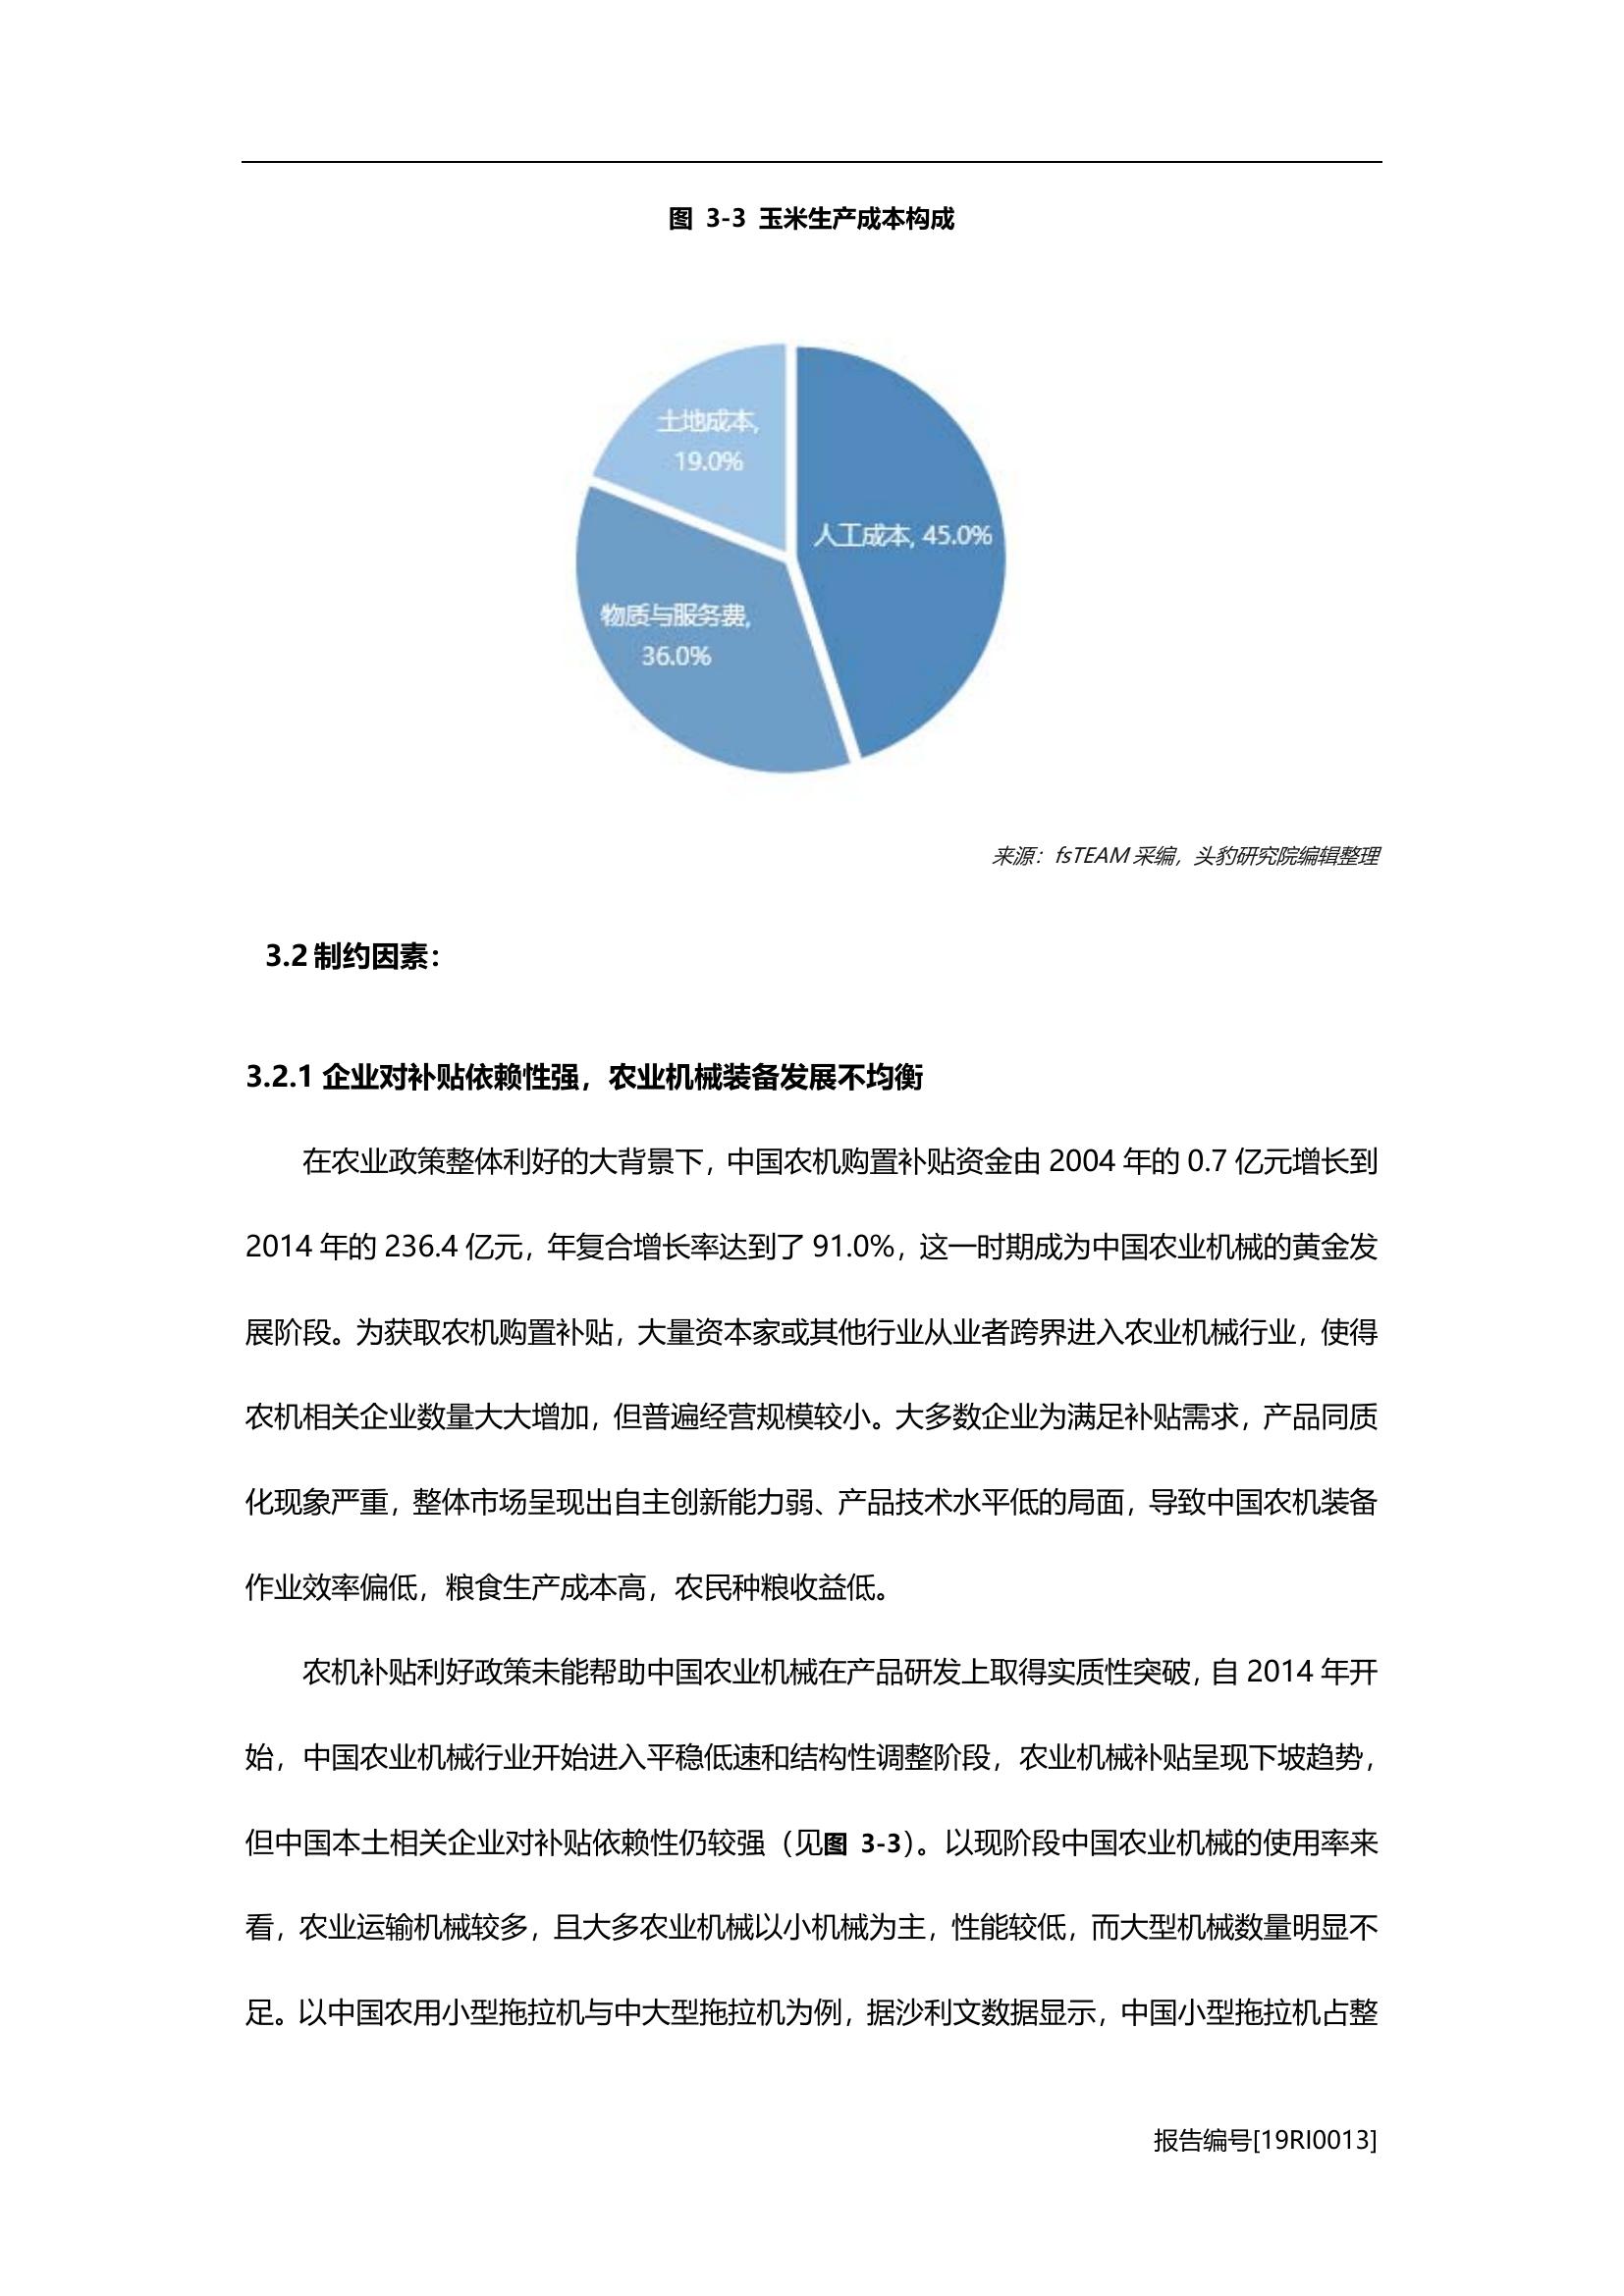 图 3-3 玉米生产成本构成
土地成本,
19.0%
人工成本, 45.0%
物质与服务费,
36.0%
来源：fsTEAM 采编，头豹研究院编辑整理
3.2 制约因素：
3.2.1 企业对补贴依赖性强，农业机械装备发展不均衡
在农业政策整体利好的大背景下，中国农机购置补贴资金由 2004 年的 0.7 亿元增长到
2014 年的 236.4 亿元，年复合增长率达到了 91.0%，这一时期成为中国农业机械的黄金发
展阶段。为获取农机购置补贴，大量资本家或其他行业从业者跨界进入农业机械行业，使得
农机相关企业数量大大增加，但普遍经营规模较小。大多数企业为满足补贴需求，产品同质
化现象严重，整体市场呈现出自主创新能力弱、产品技术水平低的局面，导致中国农机装备
作业效率偏低，粮食生产成本高，农民种粮收益低。
农机补贴利好政策未能帮助中国农业机械在产品研发上取得实质性突破，自 2014 年开
始，中国农业机械行业开始进入平稳低速和结构性调整阶段，农业机械补贴呈现下坡趋势，
但中国本土相关企业对补贴依赖性仍较强（见图 3-3）。以现阶段中国农业机械的使用率来
看，农业运输机械较多，且大多农业机械以小机械为主，性能较低，而大型机械数量明显不
足。以中国农用小型拖拉机与中大型拖拉机为例，据沙利文数据显示，中国小型拖拉机占整
报告编号[19RI0013]